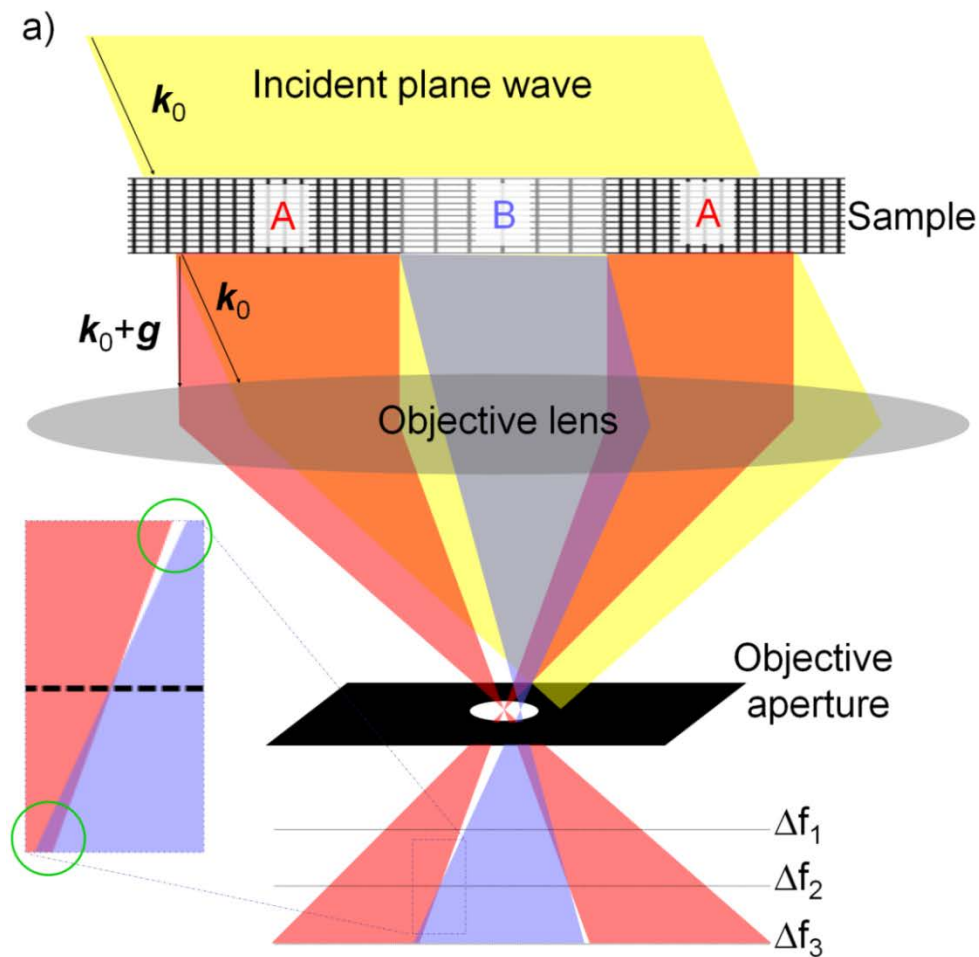 a)
Incident plane wave
k₀
A
B
A
Sample
k₀
k₀+g
Objective lens
Objective
aperture
Δf₁
Δf₂
Δf₃